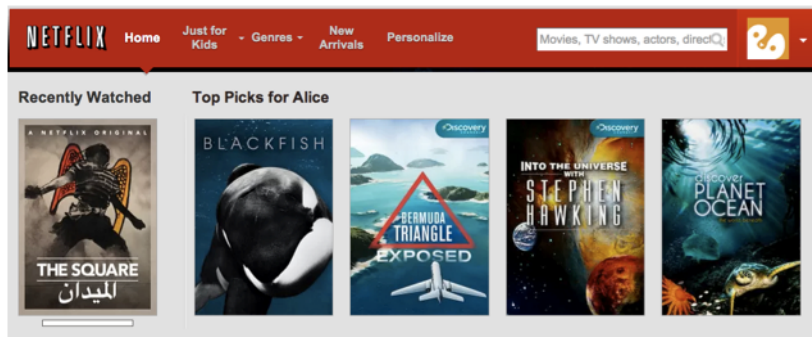 NETFLIX
Home
Just for
Kids
Genres
New
Arrivals
Personalize
Movies, TV shows, actors, direct
Recently Watched
Top Picks for Alice
A NETFLIX ORIGINAL
THE SQUARE
الميدان
BLACKFISH
Discovery
BERMUDA
TRIANGLE
EXPOSED
Discovery
INTO THE UNIVERSE
WITH
STEPHEN
HAWKING
discover
PLANET
OCEAN